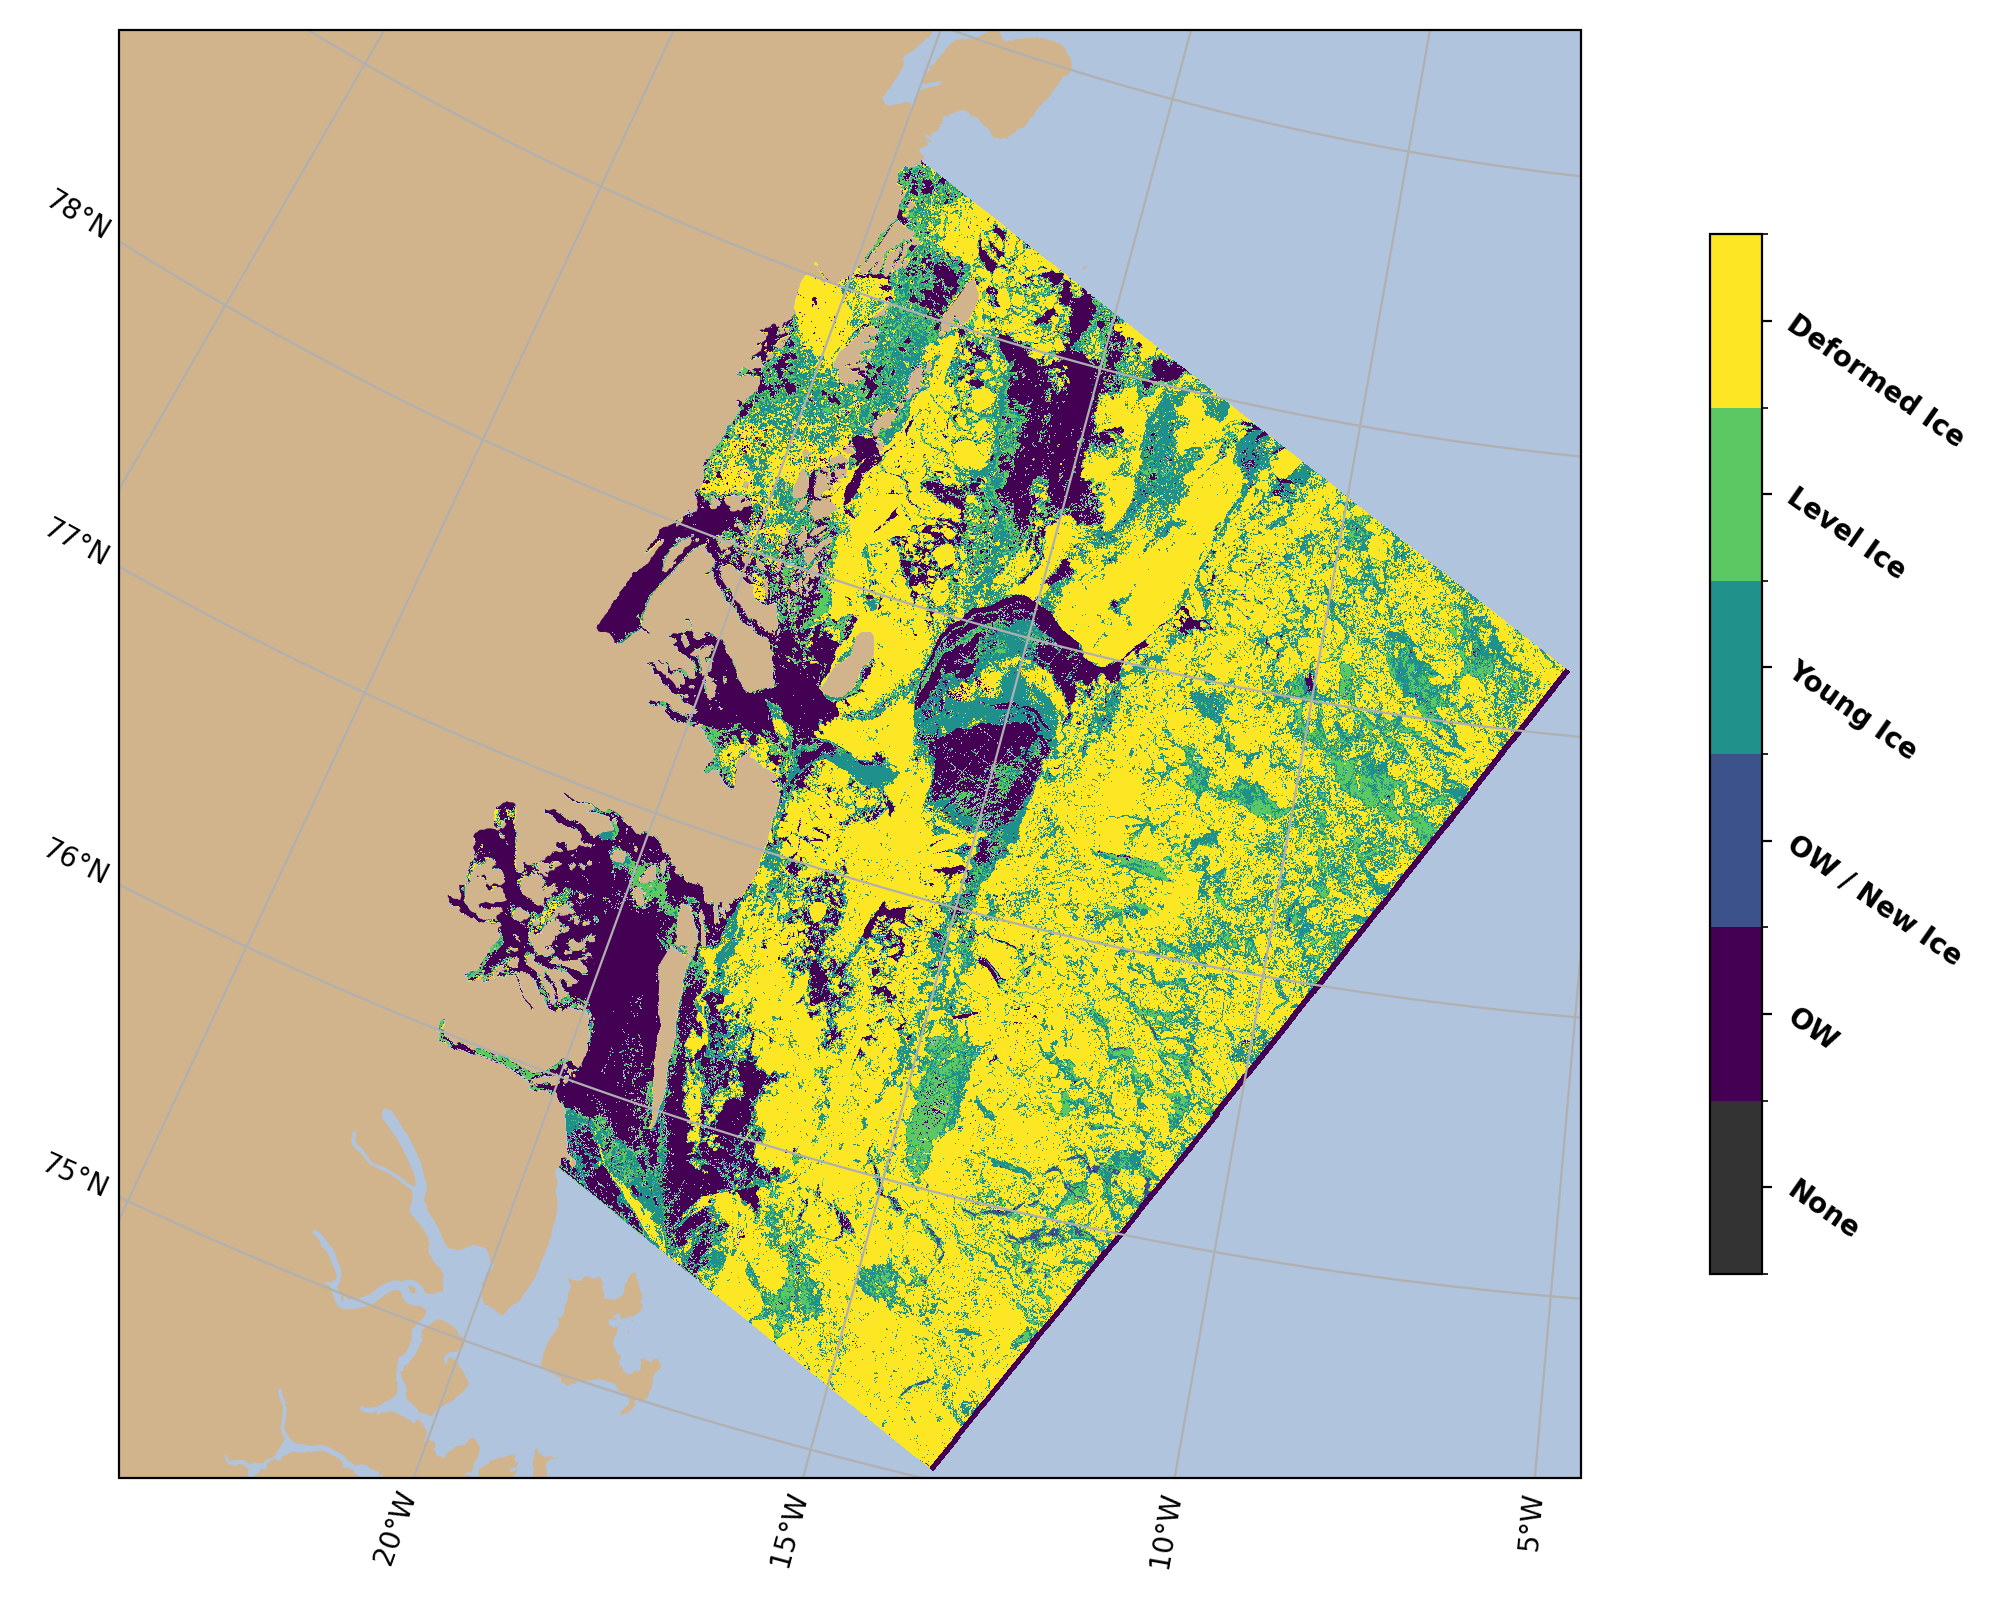 78°N
77°N
76°N
75°N
20°W
15°W
10°W
5°W
Deformed Ice
Level Ice
Young Ice
OW / New Ice
OW
None